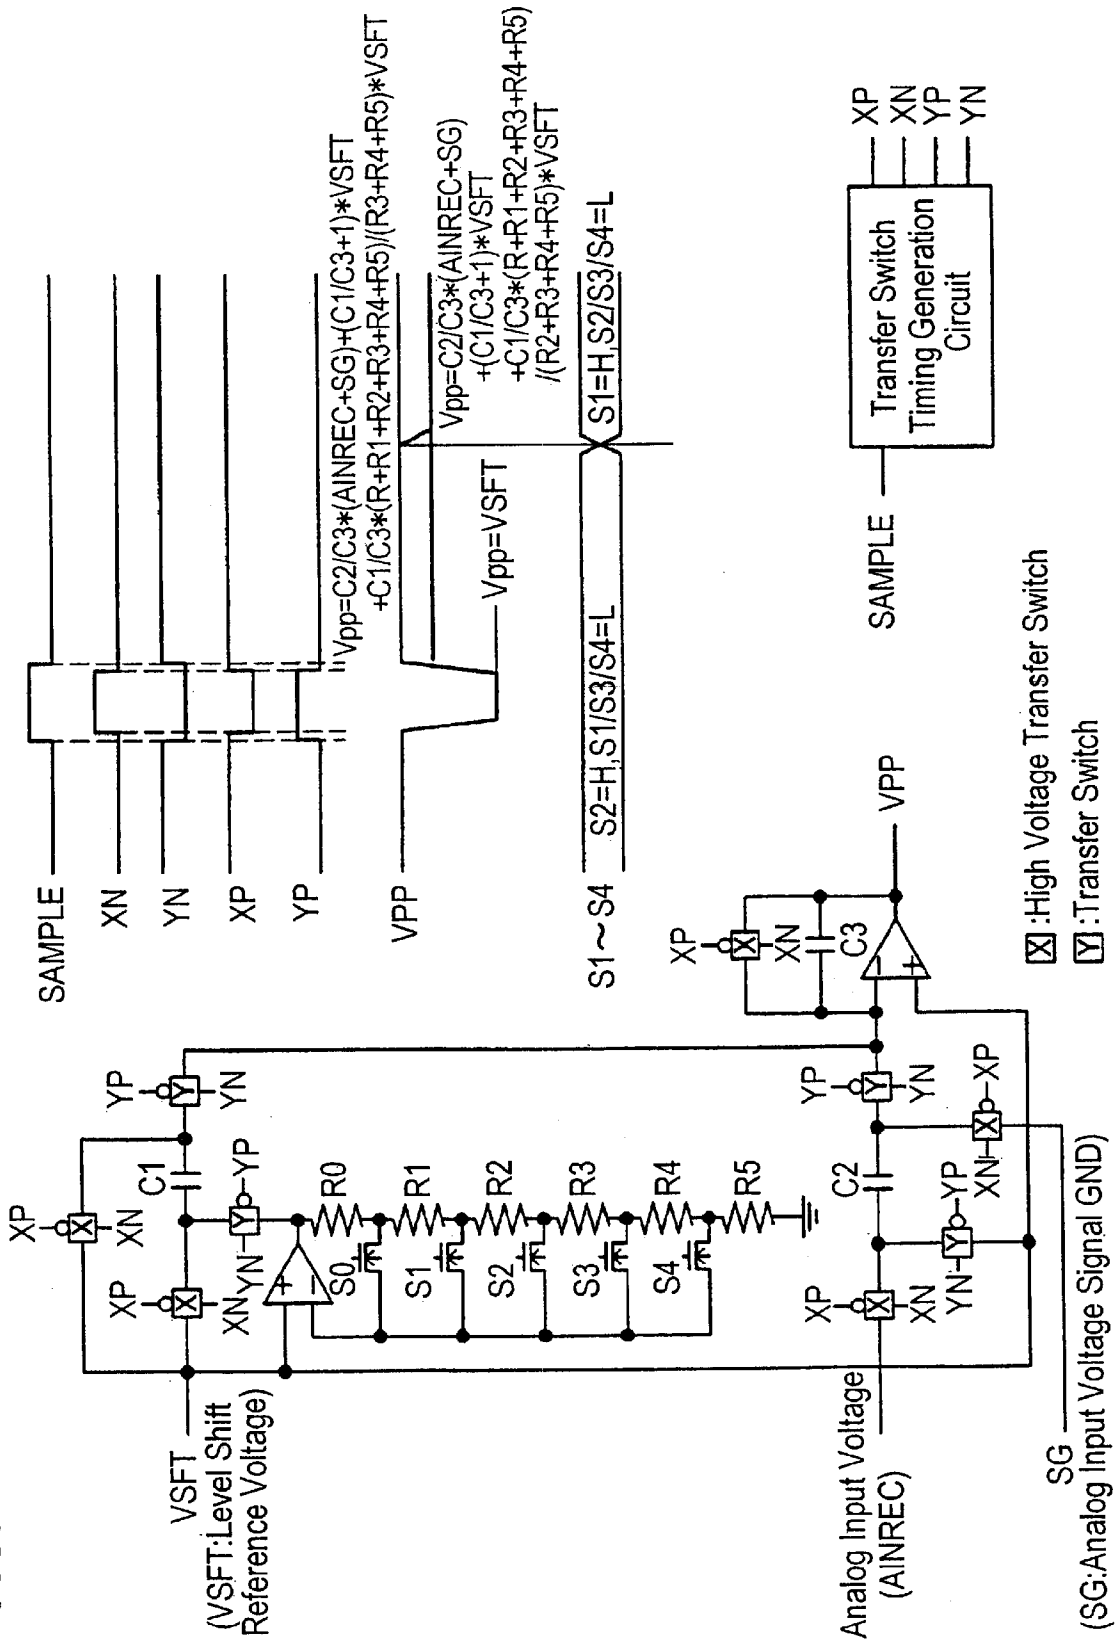 SAMPLE
XN
YN
XP
YP
VPP
S1~S4
Vpp=C2/C3*(AINREC+SG)+(C1/C3+1)*VSFT
+C1/C3*(R+R1+R2+R3+R4+R5)/(R3+R4+R5)*VSFT
Vpp=C2/C3*(AINREC+SG)
+(C1/C3+1)*VSFT
+C1/C3*(R+R1+R2+R3+R4+R5)
/(R2+R3+R4+R5)*VSFT
Vpp=VSFT
S2=H,S1/S3/S4=L
S1=H,S2/S3/S4=L
VSFT
(VSFT:Level Shift
Reference Voltage)
XP
X
XN
XP
X
XN
C1
YP
Y
YN
YN
Y
YP
+
−
R0
R1
R2
R3
R4
R5
S0
S1
S2
S3
S4
Analog Input Voltage
(AINREC)
XP
X
XN
C2
YP
Y
YN
YN
Y
YP
XN
X
XP
SG
(SG:Analog Input Voltage Signal GND)
XP
X
XN
C3
−
+
VPP
SAMPLE
Transfer Switch
Timing Generation
Circuit
XP
XN
YP
YN
X :High Voltage Transfer Switch
Y :Transfer Switch